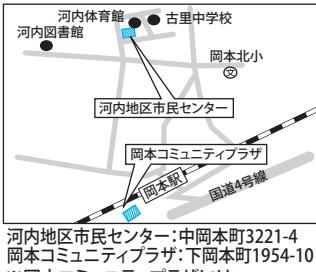 河内体育館
古里中学校
河内図書館
岡本北小
文
河内地区市民センター
岡本コミュニティプラザ
岡本駅
国道4号線
河内地区市民センター：中岡本町3221-4
岡本コミュニティプラザ：下岡本町1954-10